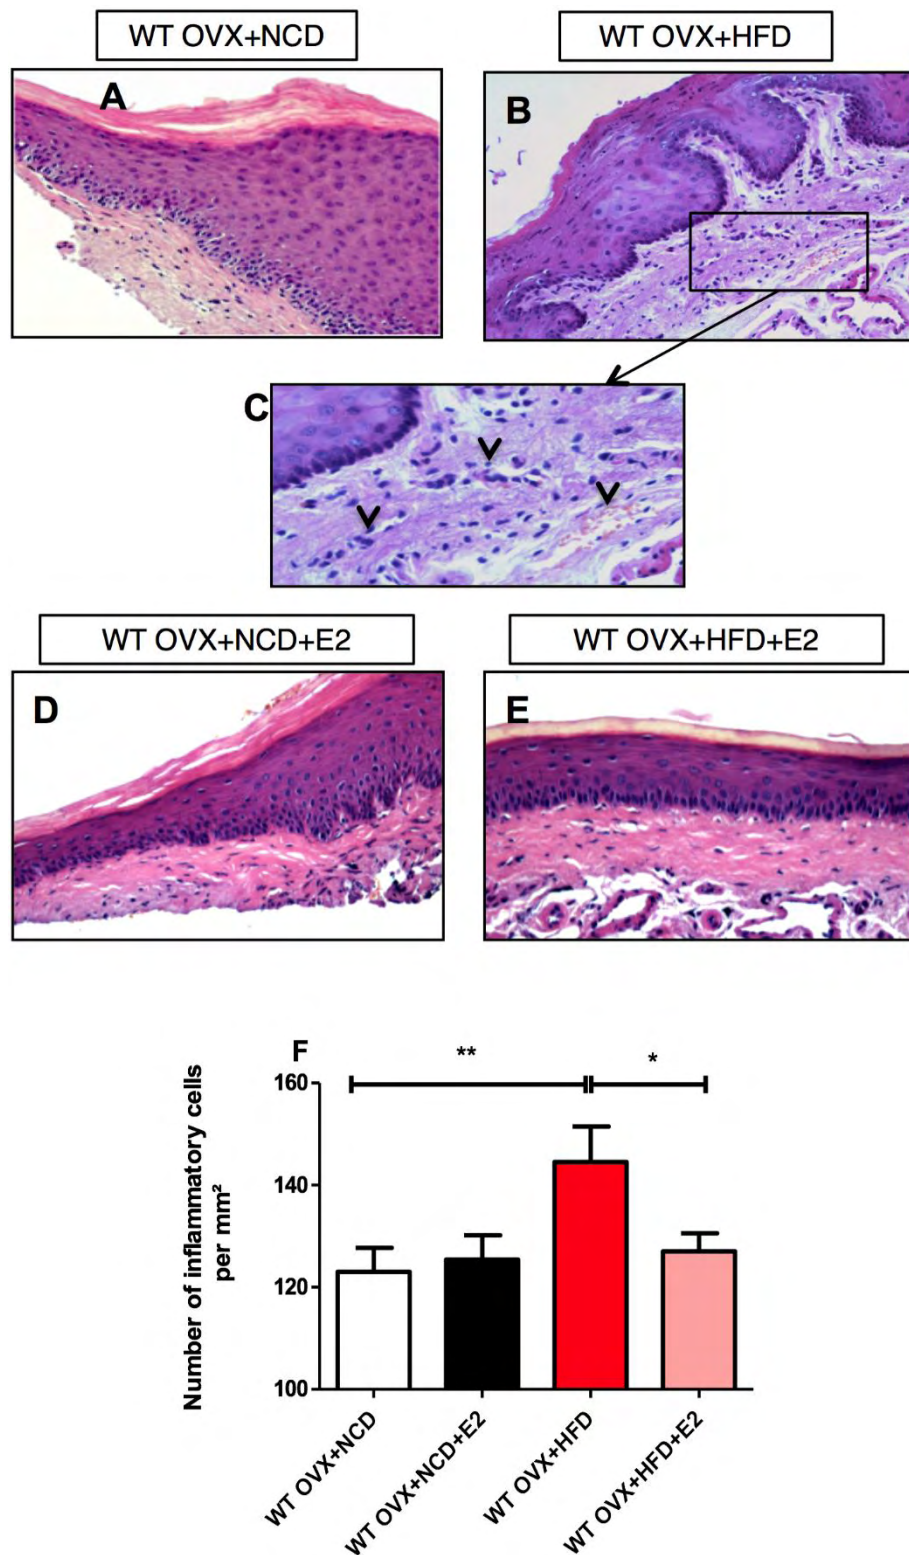 WT OVX+NCD
WT OVX+HFD
A
B
C
WT OVX+NCD+E2
WT OVX+HFD+E2
D
E
F
**
*
Number of inflammatory cells
per mm²
160
140
120
100
WT OVX+NCD
WT OVX+NCD+E2
WT OVX+HFD
WT OVX+HFD+E2